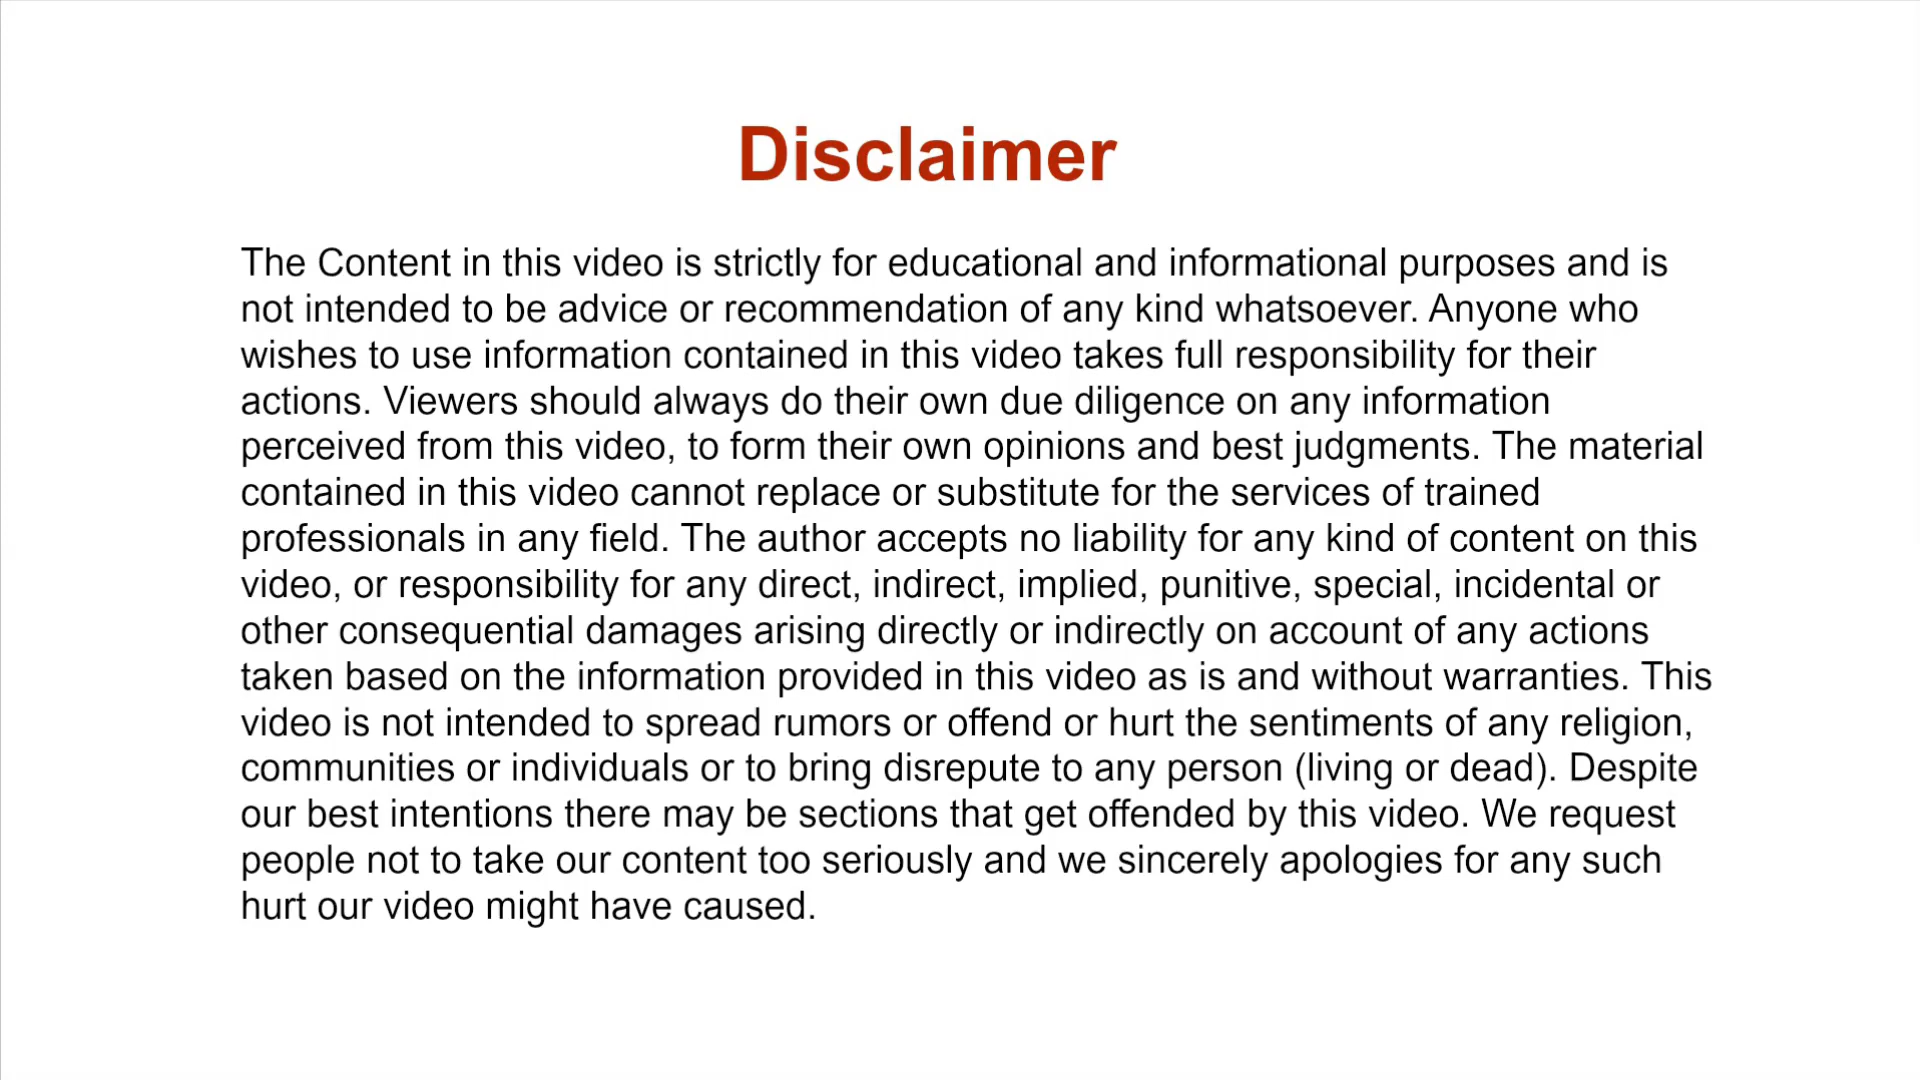 Disclaimer
The Content in this video is strictly for educational and informational purposes and is
not intended to be advice or recommendation of any kind whatsoever. Anyone who
wishes to use information contained in this video takes full responsibility for their
actions. Viewers should always do their own due diligence on any information
perceived from this video, to form their own opinions and best judgments. The material
contained in this video cannot replace or substitute for the services of trained
professionals in any field. The author accepts no liability for any kind of content on this
video, or responsibility for any direct, indirect, implied, punitive, special, incidental or
other consequential damages arising directly or indirectly on account of any actions
taken based on the information provided in this video as is and without warranties. This
video is not intended to spread rumors or offend or hurt the sentiments of any religion,
communities or individuals or to bring disrepute to any person (living or dead). Despite
our best intentions there may be sections that get offended by this video. We request
people not to take our content too seriously and we sincerely apologies for any such
hurt our video might have caused.